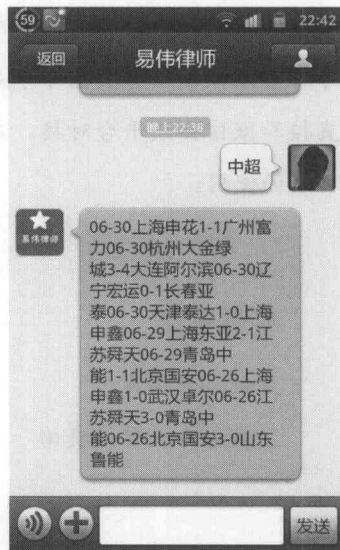 59
22:42
返回
易伟律师
晚上22:38
中超
易伟律师
06-30上海申花1-1广州富
力06-30杭州大金绿
城3-4大连阿尔滨06-30辽
宁宏运0-1长春亚
泰06-30天津泰达1-0上海
申鑫06-29上海东亚2-1江
苏舜天06-29青岛中
能1-1北京国安06-26上海
申鑫1-0武汉卓尔06-26江
苏舜天3-0青岛中
能06-26北京国安3-0山东
鲁能
发送